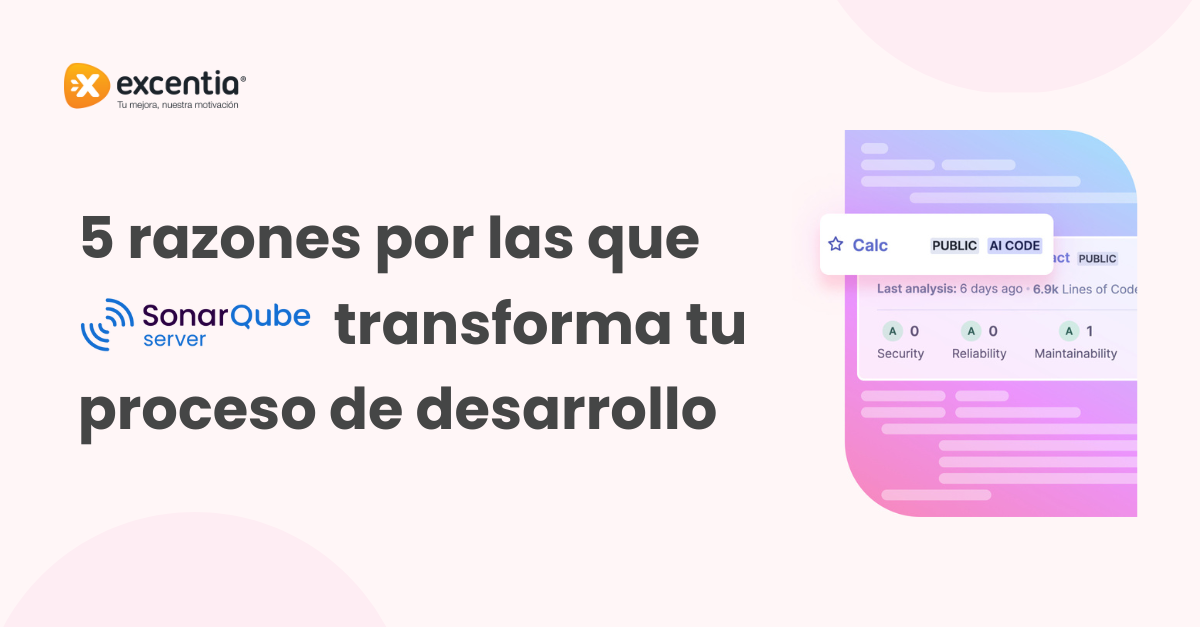 excentia®
Tu mejora, nuestra motivación
5 razones por las que
SonarQube server transforma tu
proceso de desarrollo
Calc PUBLIC AI CODE
PUBLIC
Last analysis: 6 days ago · 6.9k Lines of Code
A 0 A 0 A 1
Security Reliability Maintainability